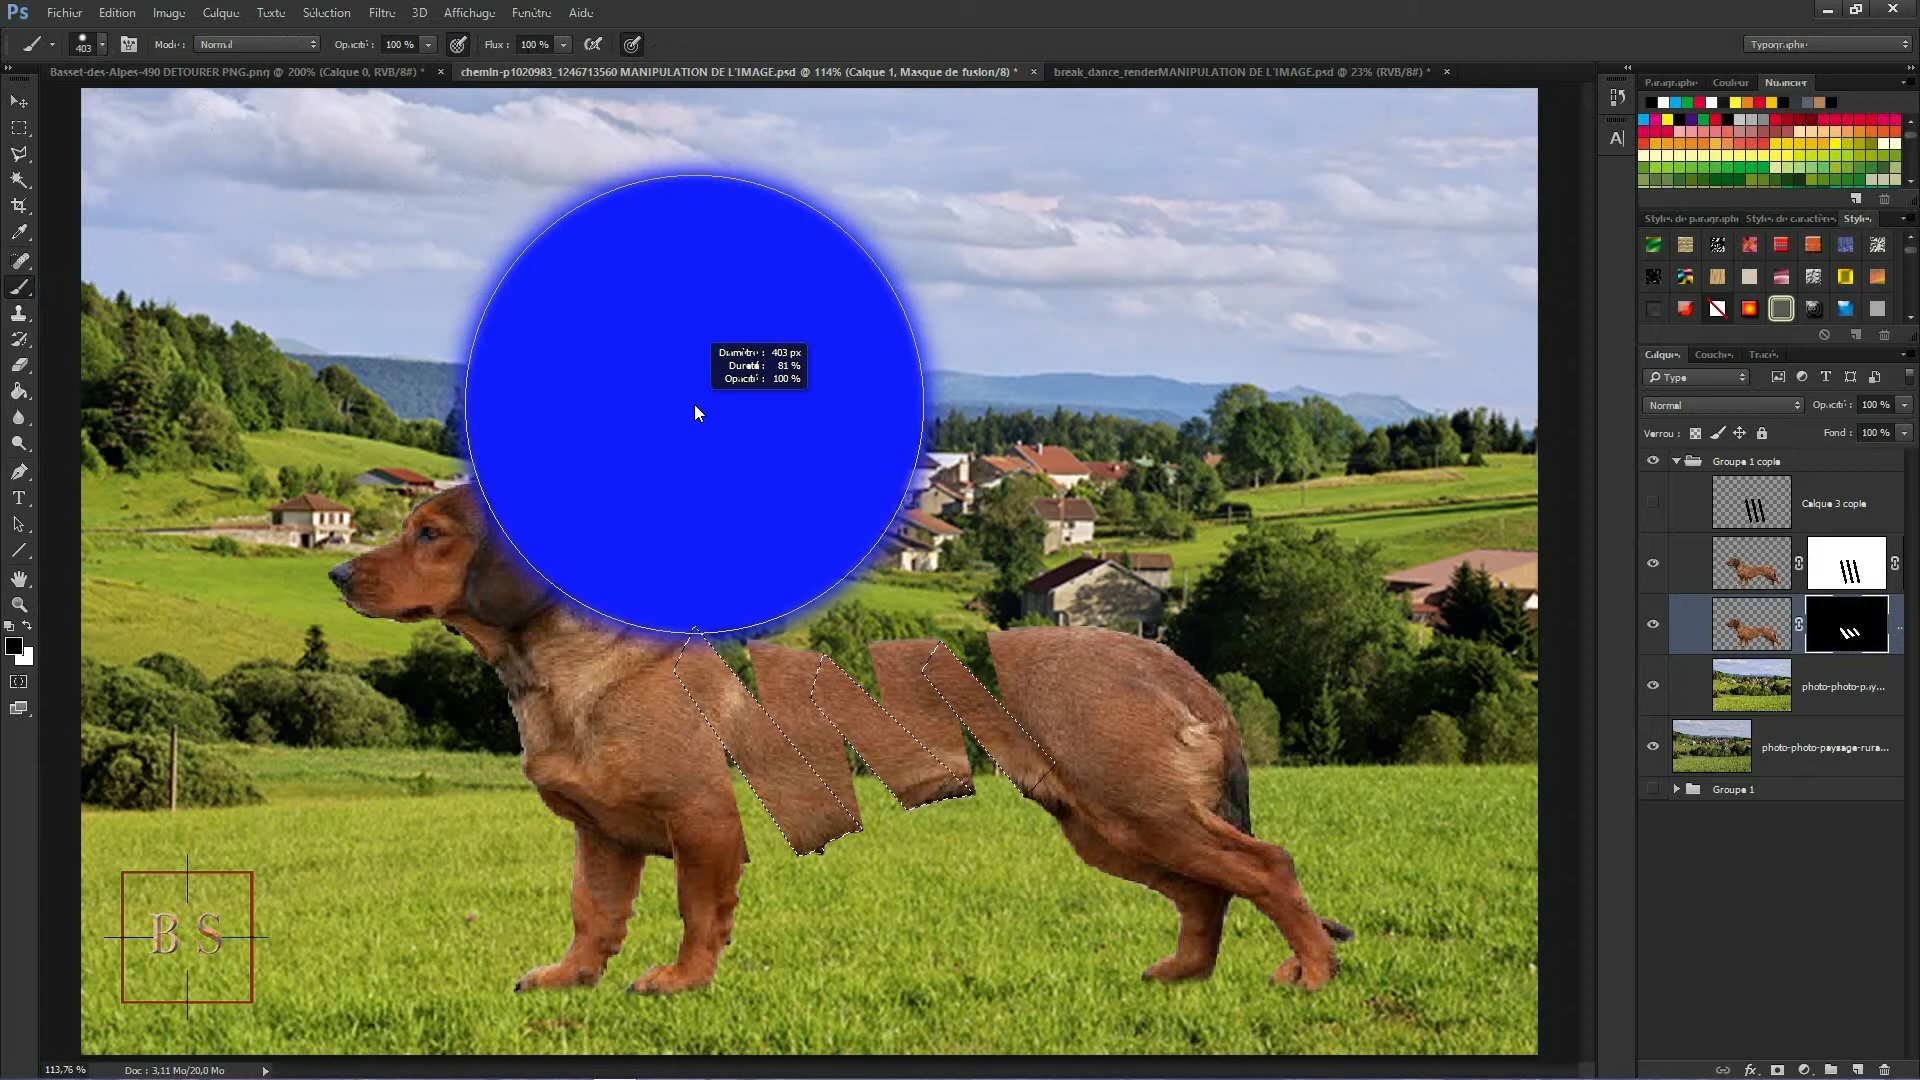 Ps Fichier Edition Image Calque Texte Sélection Filtre 3D Affichage Fenêtre Aide
403 Mode : Normal Opacité : 100 % Flux : 100 % Typographie
Basset-des-Alpes-490 DETOURER PNG.png @ 200% (Calque 0, RVB/8#) * × chemin-p1020983_1246713560 MANIPULATION DE L'IMAGE.psd @ 114% (Calque 1, Masque de fusion/8) * × break_dance_renderMANIPULATION DE L'IMAGE.psd @ 23% (RVB/8#) * ×
Paragraphe Couleur Nuancier
A|
Styles de paragraphe Styles de caractères Styles
Diamètre : 403 px
Dureté : 81 %
Opacité : 100 %
Calques Couches Tracés
Type
Normal Opacité : 100 %
Verrou : Fond : 100 %
Groupe 1 copie
Calque 3 copie
photo-photo-pay...
photo-photo-paysage-rura...
Groupe 1
B S
113,76 % Doc : 3,11 Mo/20,0 Mo